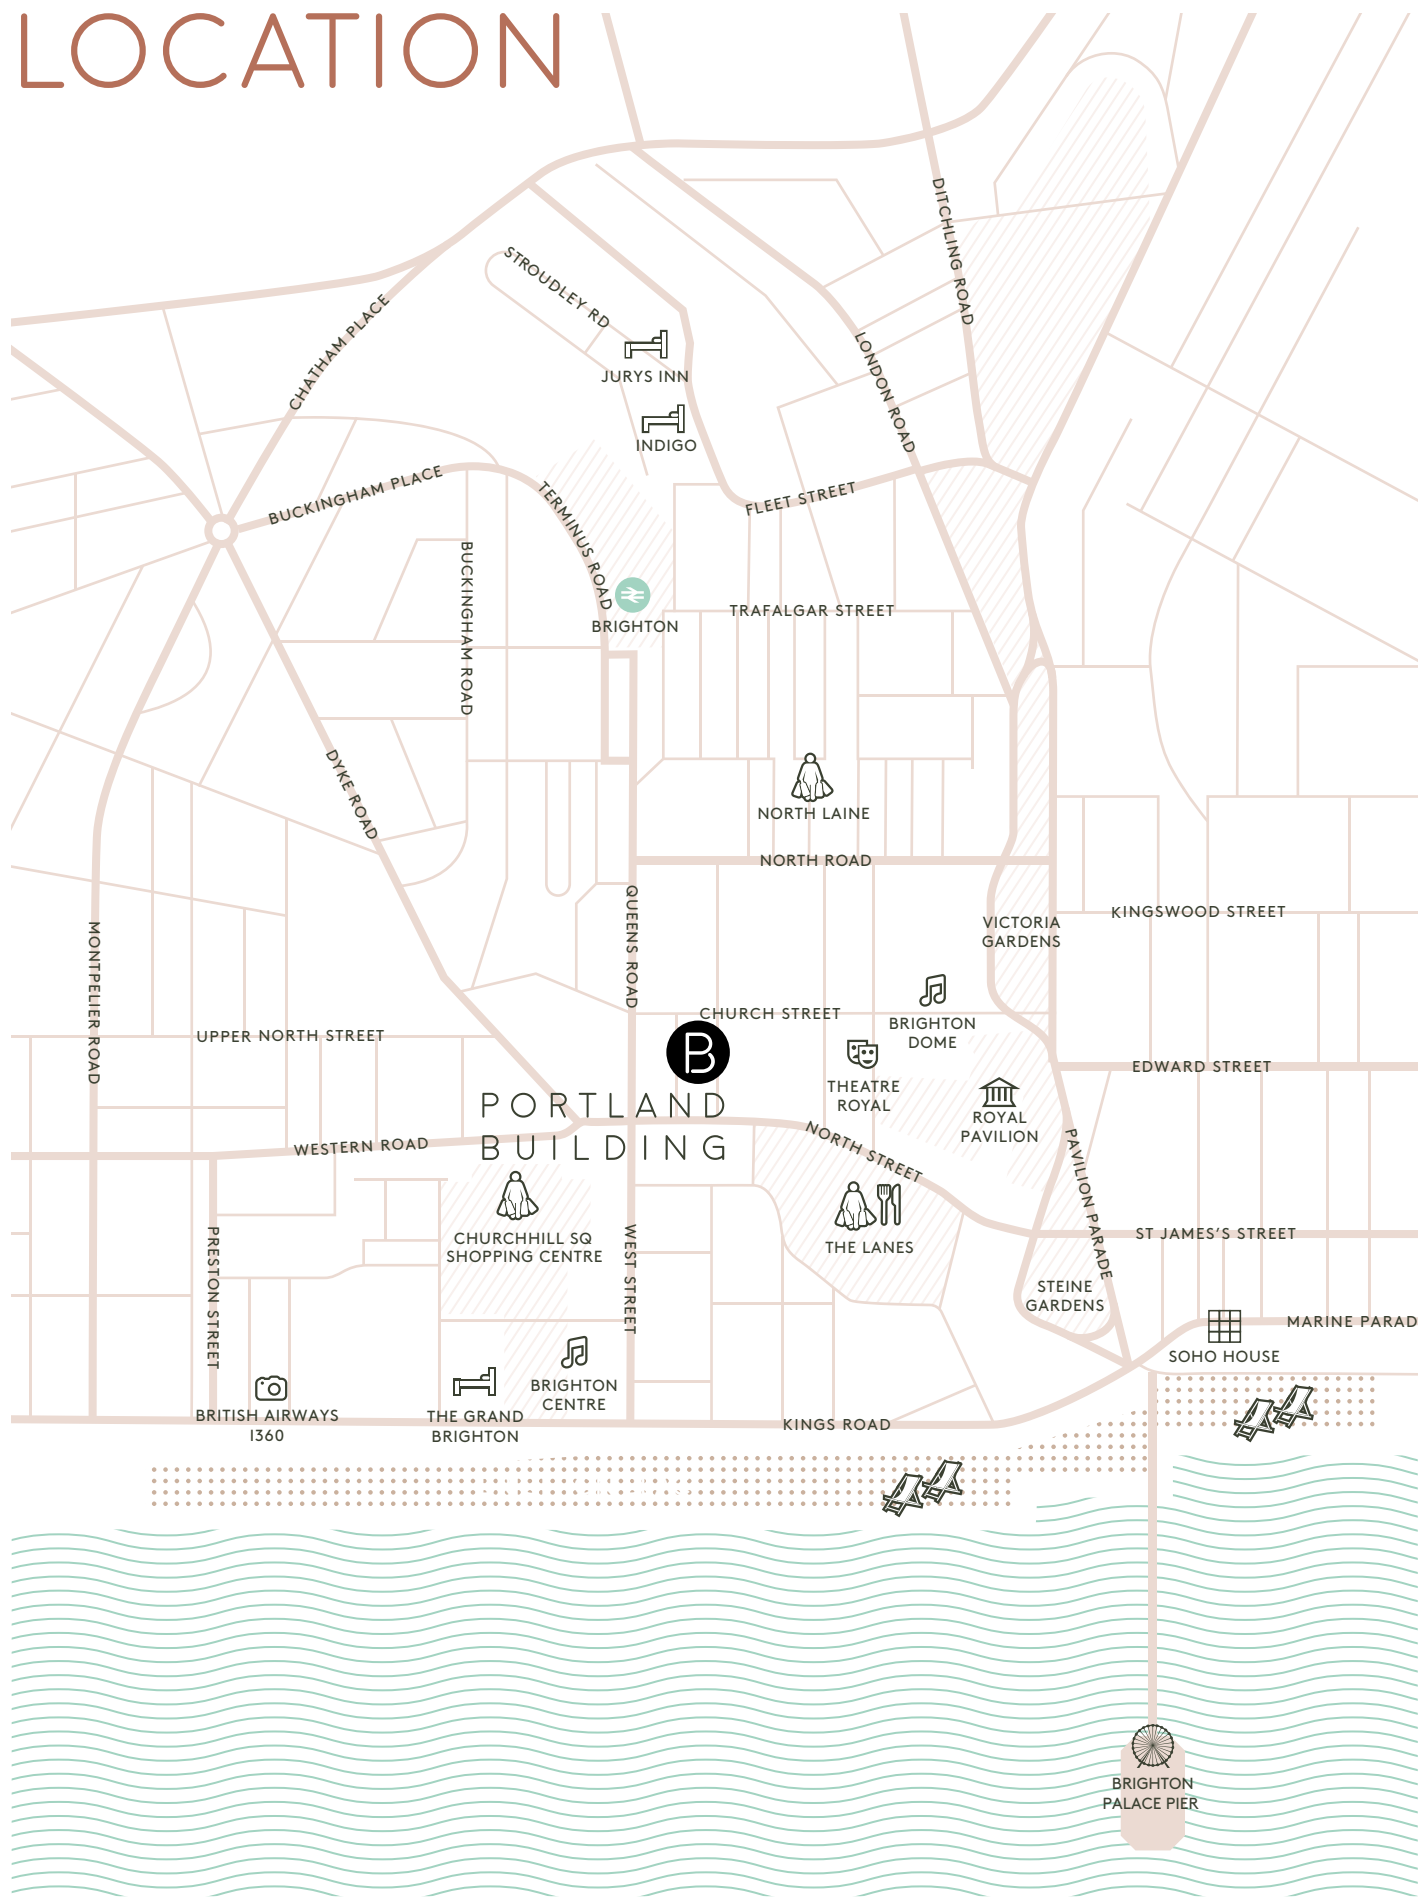 LOCATION
DITCHLING ROAD
STROUDLEY RD
CHATHAM PLACE
LONDON ROAD
JURYS INN
INDIGO
BUCKINGHAM PLACE
TERMINUS ROAD
FLEET STREET
BUCKINGHAM ROAD
TRAFALGAR STREET
BRIGHTON
DYKE ROAD
NORTH LAINE
NORTH ROAD
QUEENS ROAD
VICTORIA
GARDENS
KINGSWOOD STREET
MONTPELIER ROAD
CHURCH STREET
BRIGHTON
DOME
UPPER NORTH STREET
B
THEATRE
ROYAL
EDWARD STREET
PORTLAND
BUILDING
ROYAL
PAVILION
NORTH STREET
WESTERN ROAD
PAVILION PARADE
PRESTON STREET
CHURCHHILL SQ
SHOPPING CENTRE
WEST STREET
THE LANES
ST JAMES'S STREET
STEINE
GARDENS
MARINE PARAD
SOHO HOUSE
BRIGHTON
CENTRE
BRITISH AIRWAYS
I360
THE GRAND
BRIGHTON
KINGS ROAD
BRIGHTON
PALACE PIER